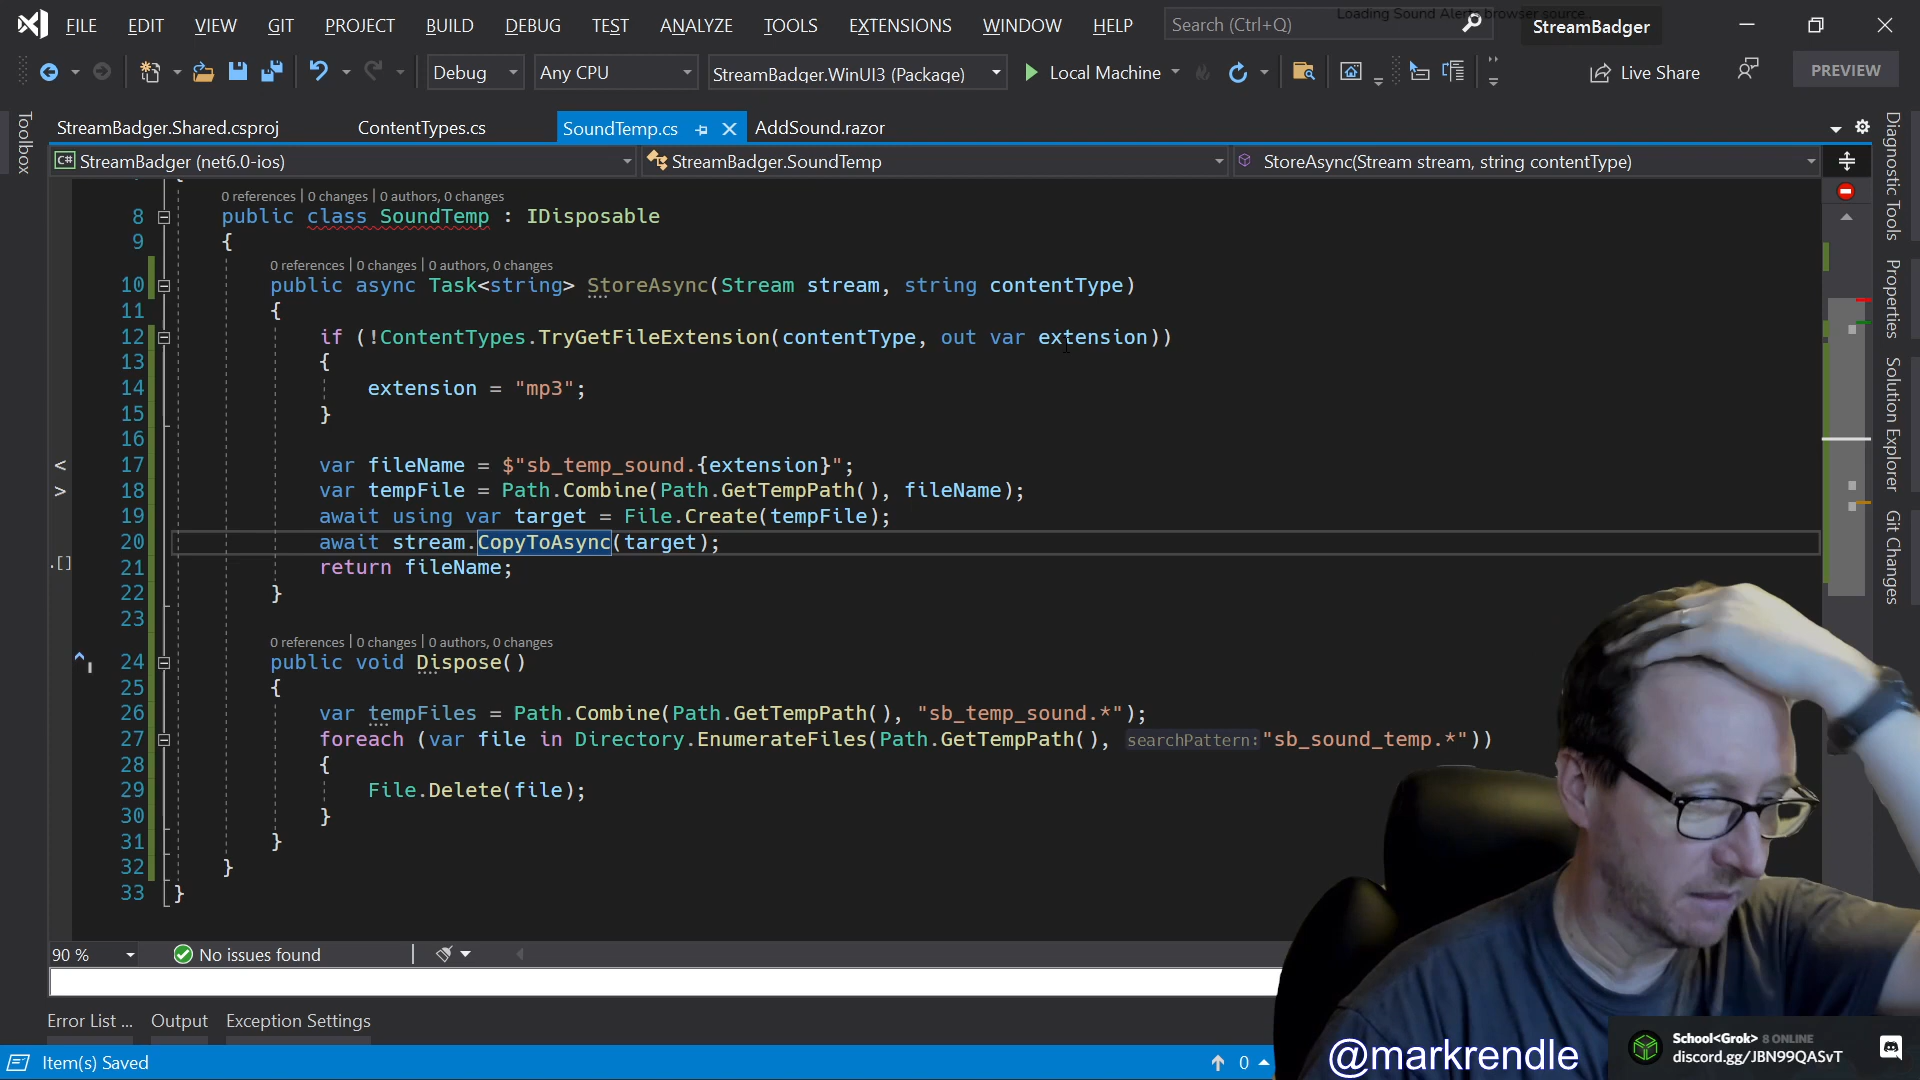 FILE EDIT VIEW GIT PROJECT BUILD DEBUG TEST ANALYZE TOOLS EXTENSIONS WINDOW HELP Search (Ctrl+Q) StreamBadger
Loading Sound Alerts browser source...
Debug Any CPU StreamBadger.WinUI3 (Package) Local Machine Live Share PREVIEW
StreamBadger.Shared.csproj ContentTypes.cs SoundTemp.cs AddSound.razor
C# StreamBadger (net6.0-ios) StreamBadger.SoundTemp StoreAsync(Stream stream, string contentType)
Toolbox
0 references | 0 changes | 0 authors, 0 changes
8 public class SoundTemp : IDisposable
9 {
0 references | 0 changes | 0 authors, 0 changes
10 public async Task<string> StoreAsync(Stream stream, string contentType)
11 {
12 if (!ContentTypes.TryGetFileExtension(contentType, out var extension))
13 {
14 extension = "mp3";
15 }
16
17 var fileName = $"sb_temp_sound.{extension}";
18 var tempFile = Path.Combine(Path.GetTempPath(), fileName);
19 await using var target = File.Create(tempFile);
20 await stream.CopyToAsync(target);
21 return fileName;
22 }
23
0 references | 0 changes | 0 authors, 0 changes
24 public void Dispose()
25 {
26 var tempFiles = Path.Combine(Path.GetTempPath(), "sb_temp_sound.*");
27 foreach (var file in Directory.EnumerateFiles(Path.GetTempPath(), searchPattern: "sb_sound_temp.*"))
28 {
29 File.Delete(file);
30 }
31 }
32 }
33 }
Diagnostic Tools
Properties
Solution Explorer
Git Changes
90 % No issues found
Error List ... Output Exception Settings
Item(s) Saved 0
@markrendle
School<Grok> 8 ONLINE
discord.gg/JBN99QASvT